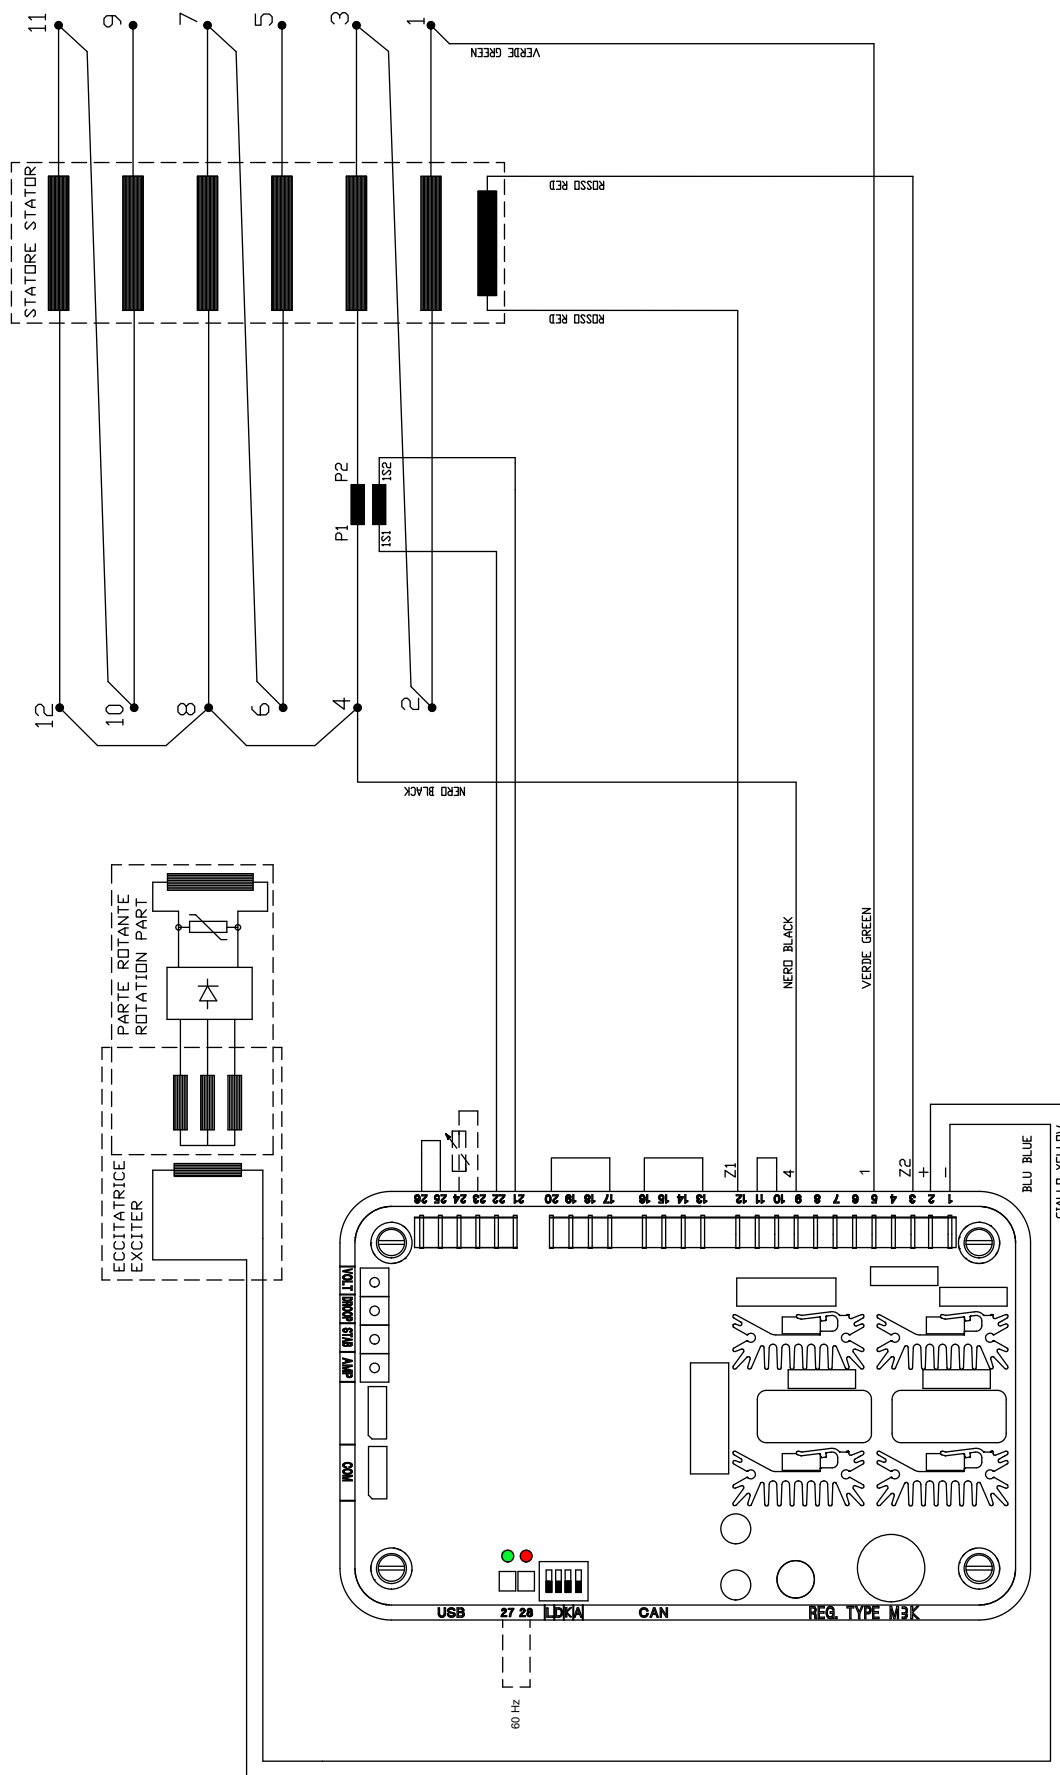 11
9
7
5
3
1
VERDE GREEN
STATORE STATOR
ROSSO RED
ROSSO RED
P1
P2
1S1
1S2
12
10
8
6
4
2
NERO BLACK
PARTE ROTANTE
ROTATION PART
ECCITATRICE
EXCITER
NERO BLACK
VERDE GREEN
Z1
4
1
Z2
+
-
BLU BLUE
GIALLO YELLOW
26
25
24
23
22
21
20
19
18
17
16
15
14
13
12
11
10
9
8
7
6
5
4
3
2
1
VOLT
DROOP
STAB
AMP
COM
USB
27 28
LDKA
CAN
REG. TYPE M3K
60 Hz